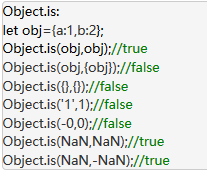 Object.is:
let obj={a:1,b:2};
Object.is(obj,obj);//true
Object.is(obj,{obj});//false
Object.is({},{});//false
Object.is('1',1);//false
Object.is(-0,0);//false
Object.is(NaN,NaN);//true
Object.is(NaN,-NaN);//true